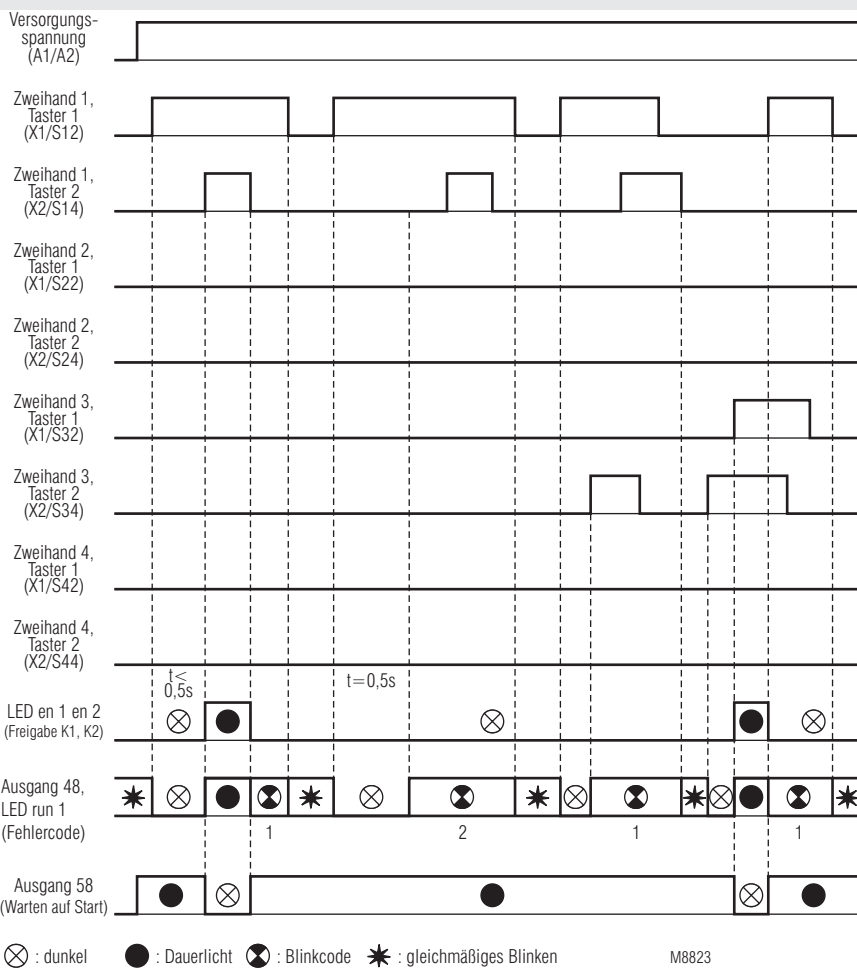 Versorgungs-
spannung
(A1/A2)
Zweihand 1,
Taster 1
(X1/S12)
Zweihand 1,
Taster 2
(X2/S14)
Zweihand 2,
Taster 1
(X1/S22)
Zweihand 2,
Taster 2
(X2/S24)
Zweihand 3,
Taster 1
(X1/S32)
Zweihand 3,
Taster 2
(X2/S34)
Zweihand 4,
Taster 1
(X1/S42)
Zweihand 4,
Taster 2
(X2/S44)
t<
0,5s
t=0,5s
LED en 1 en 2
(Freigabe K1, K2)
Ausgang 48,
LED run 1
(Fehlercode)
1
2
1
1
Ausgang 58
(Warten auf Start)
: dunkel
: Dauerlicht
: Blinkcode
: gleichmäßiges Blinken
M8823